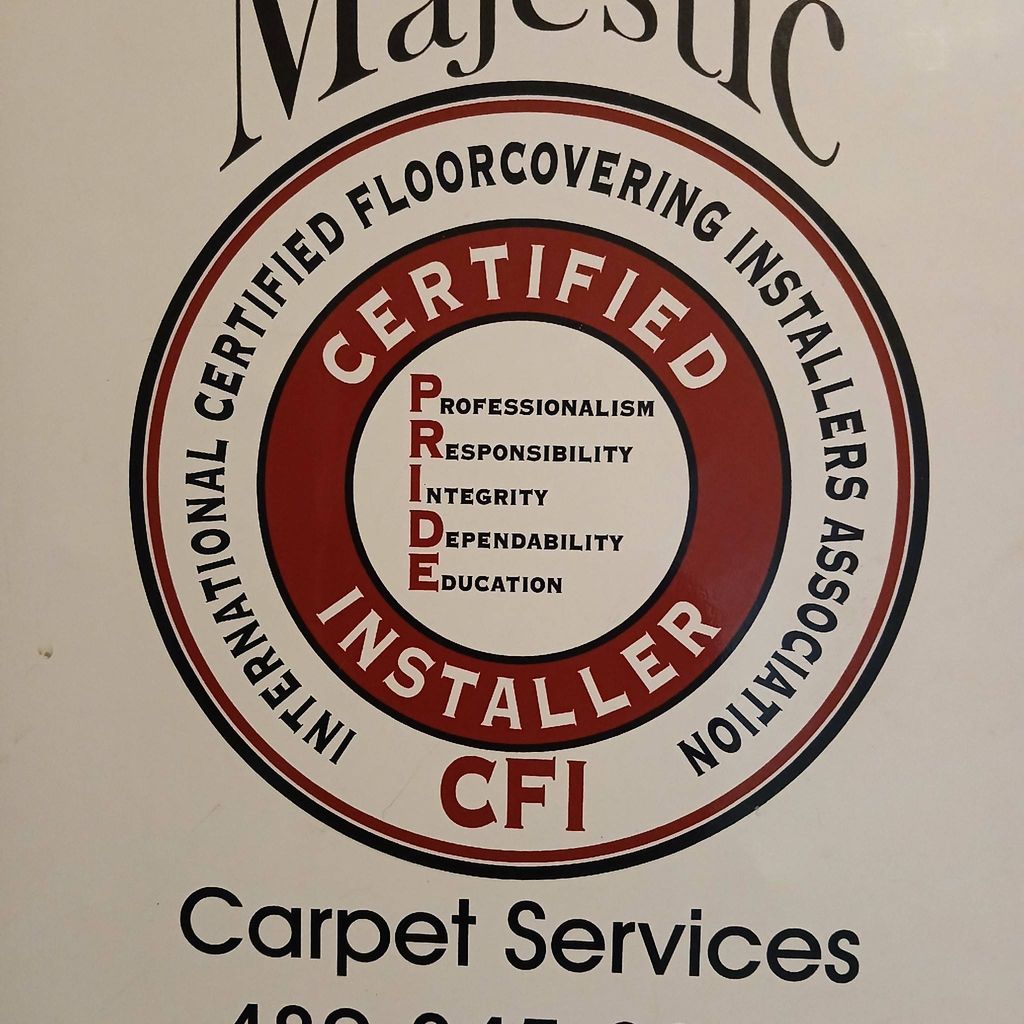 Majestic
INTERNATIONAL CERTIFIED FLOORCOVERING INSTALLERS ASSOCIATION
CERTIFIED
PROFESSIONALISM
RESPONSIBILITY
INTEGRITY
DEPENDABILITY
EDUCATION
INSTALLER
CFI
Carpet Services